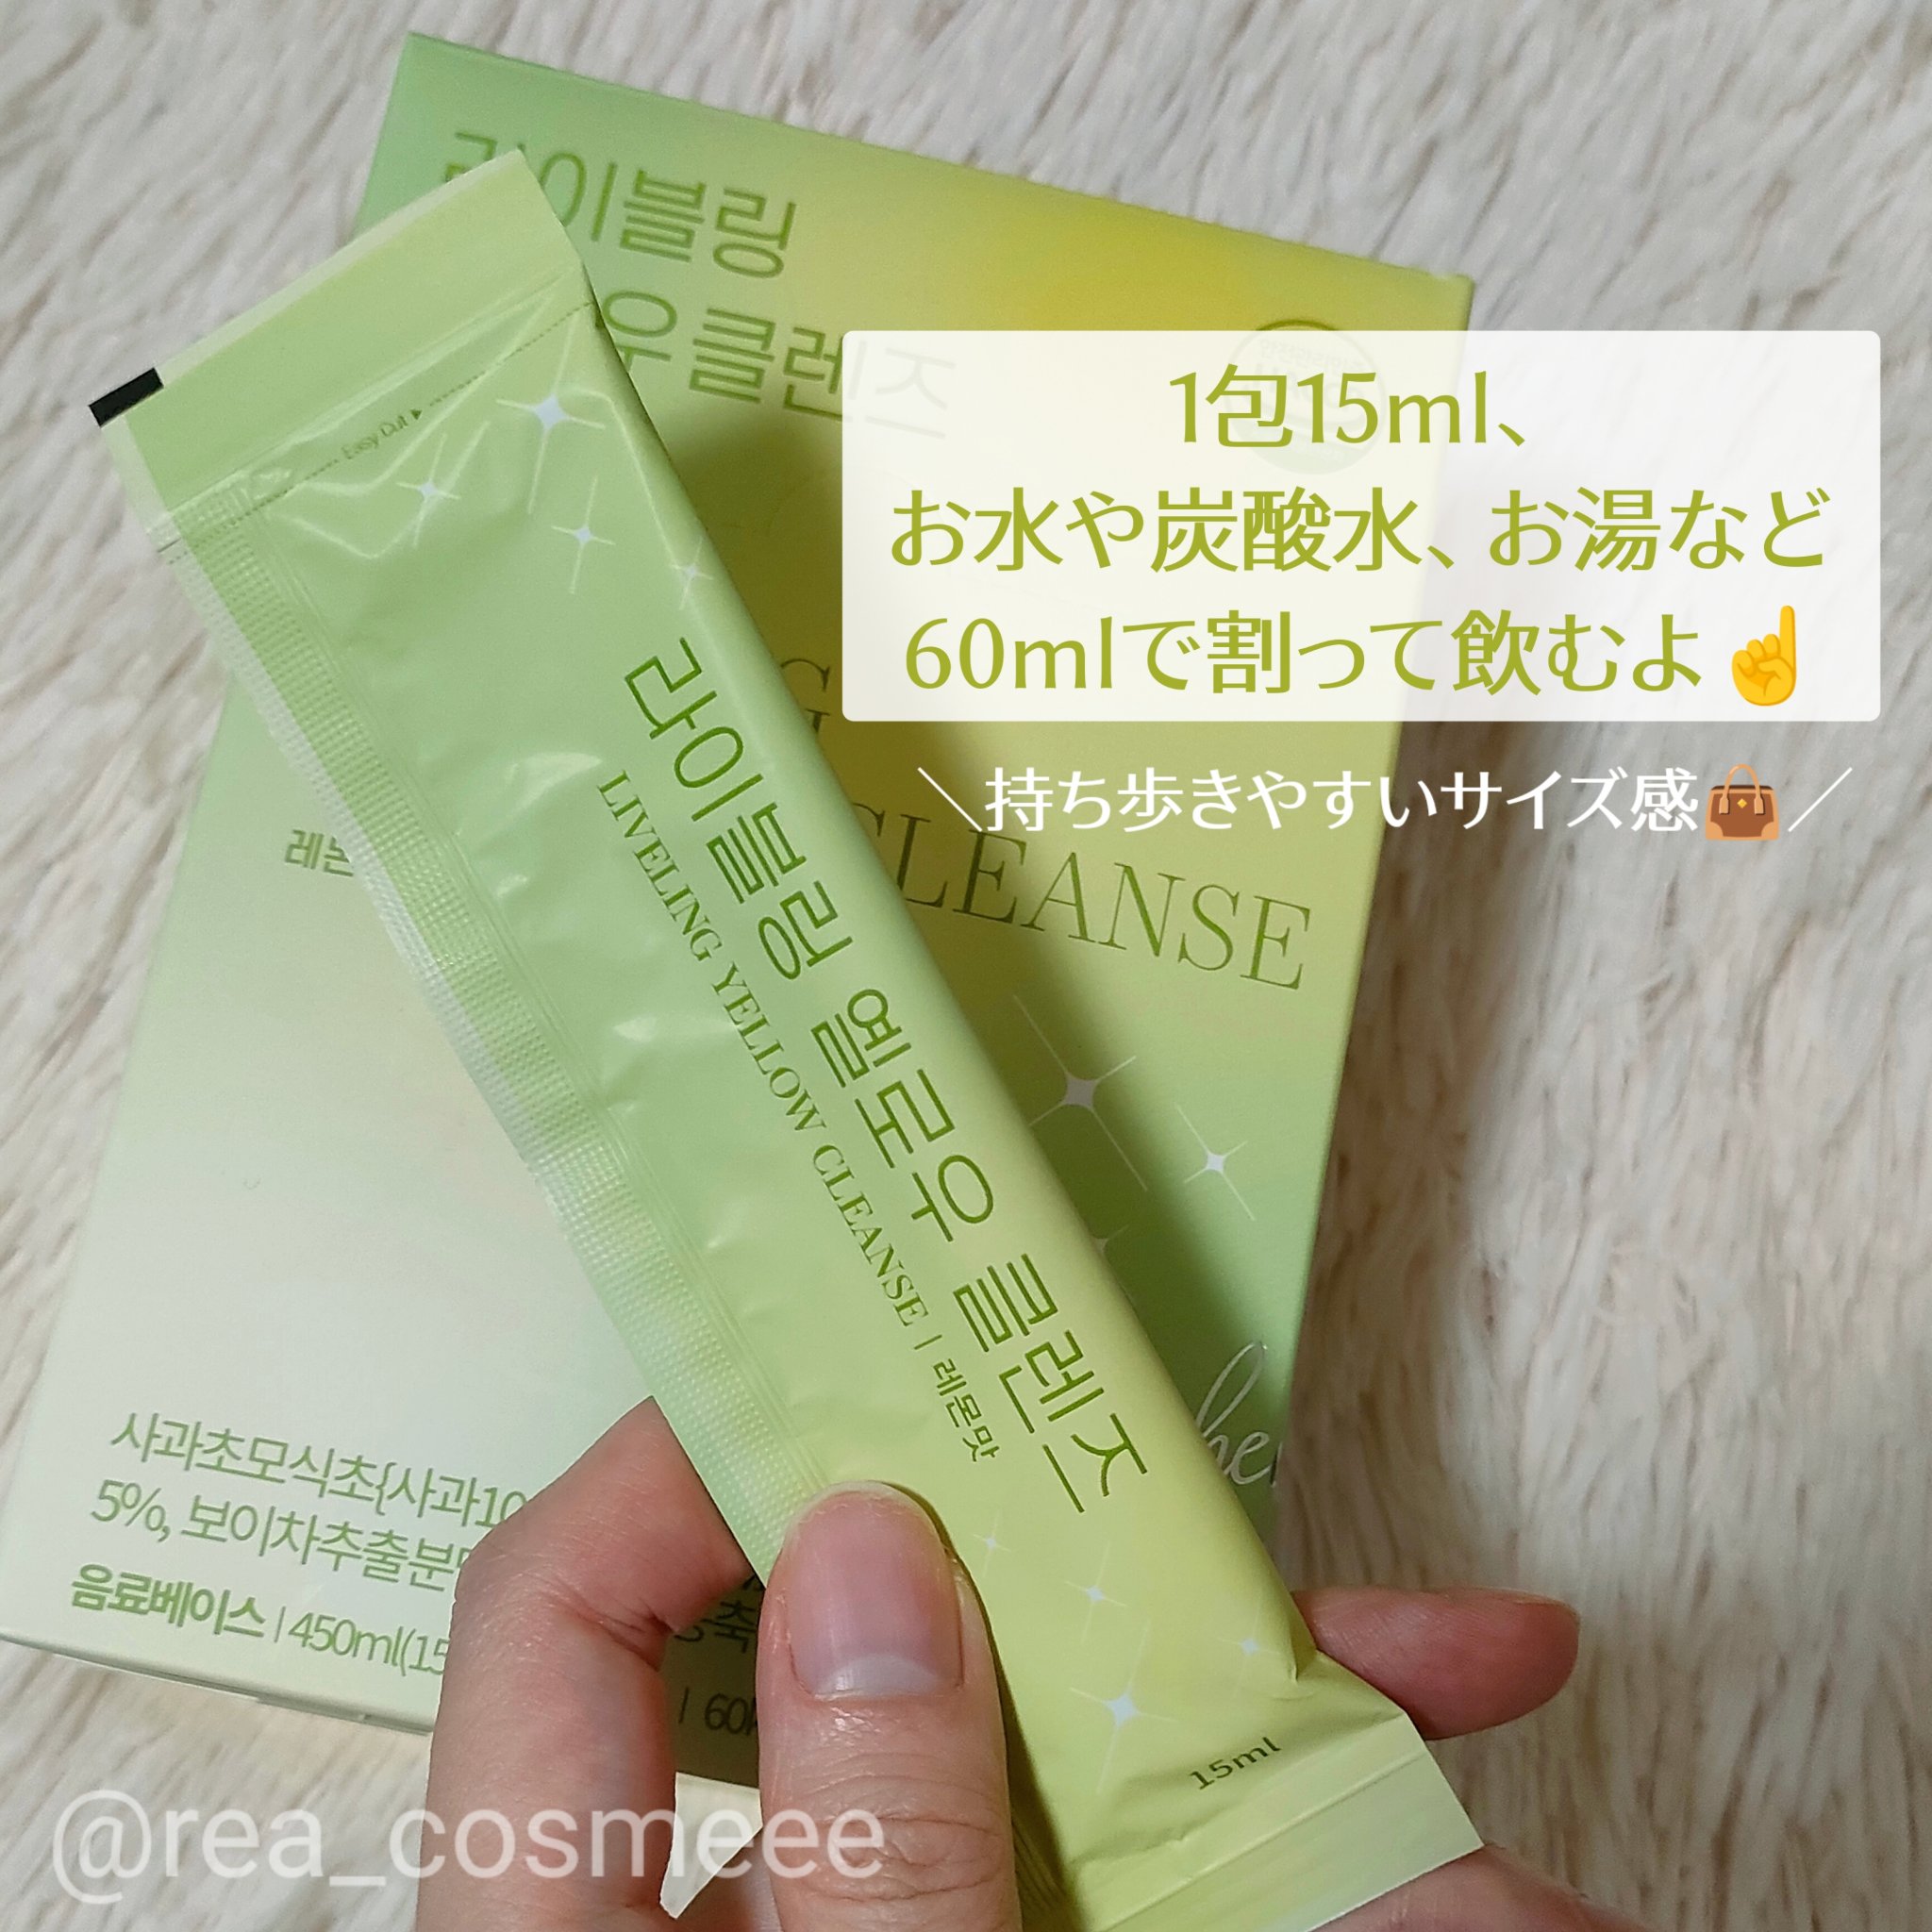 라이블링
우 클렌즈
1包15ml、
お水や炭酸水、お湯など
60mlで割って飲むよ☝
＼持ち歩きやすいサイズ感👜／
CLEANSE
Easy Cut ▶
라이블링 옐로우 클렌즈
LIVELING YELLOW CLEANSE | 레몬맛
15ml
사과초모식초{사과10
5%, 보이차추출분말
음료베이스 | 450ml(15
| 60k
@rea_cosmeee